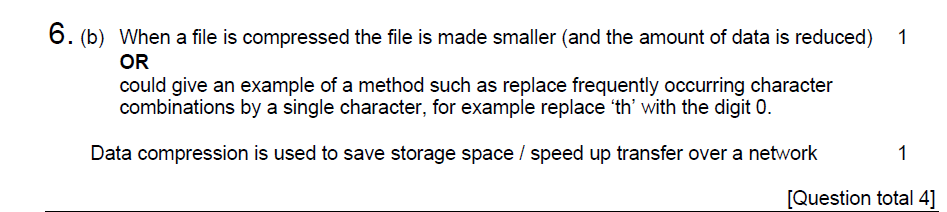 6. (b) When a file is compressed the file is made smaller (and the amount of data is reduced) 1
OR
could give an example of a method such as replace frequently occurring character
combinations by a single character, for example replace ‘th’ with the digit 0.
Data compression is used to save storage space / speed up transfer over a network 1
[Question total 4]